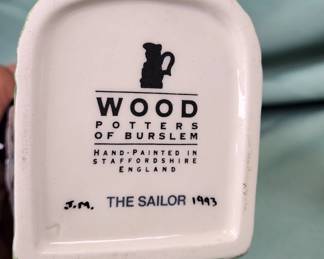 WOOD
POTTERS
OF BURSLEM
HAND-PAINTED IN
STAFFORDSHIRE
ENGLAND
J.M. THE SAILOR 1993